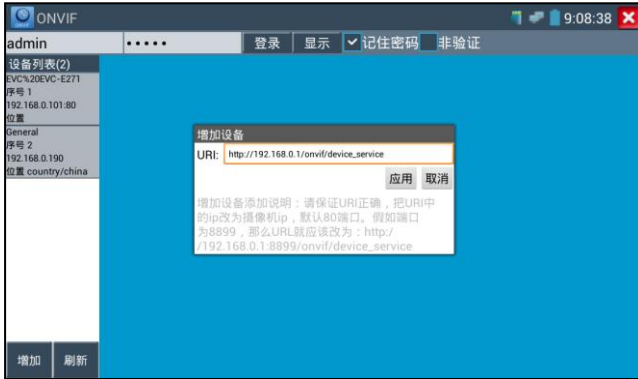 ONVIF
9:08:38
admin
•••••
登录
显示
记住密码
非验证
设备列表(2)
EVC%20EVC-E271
序号 1
192.168.0.101:80
位置
General
序号 2
192.168.0.190
位置 country/china
增加设备
URI: http://192.168.0.1/onvif/device_service
应用
取消
增加设备添加说明：请保证URI正确，把URI中
的ip改为摄像机ip，默认80端口。假如端口
为8899，那么URL就应该改为：http:/
/192.168.0.1:8899/onvif/device_service
增加
刷新